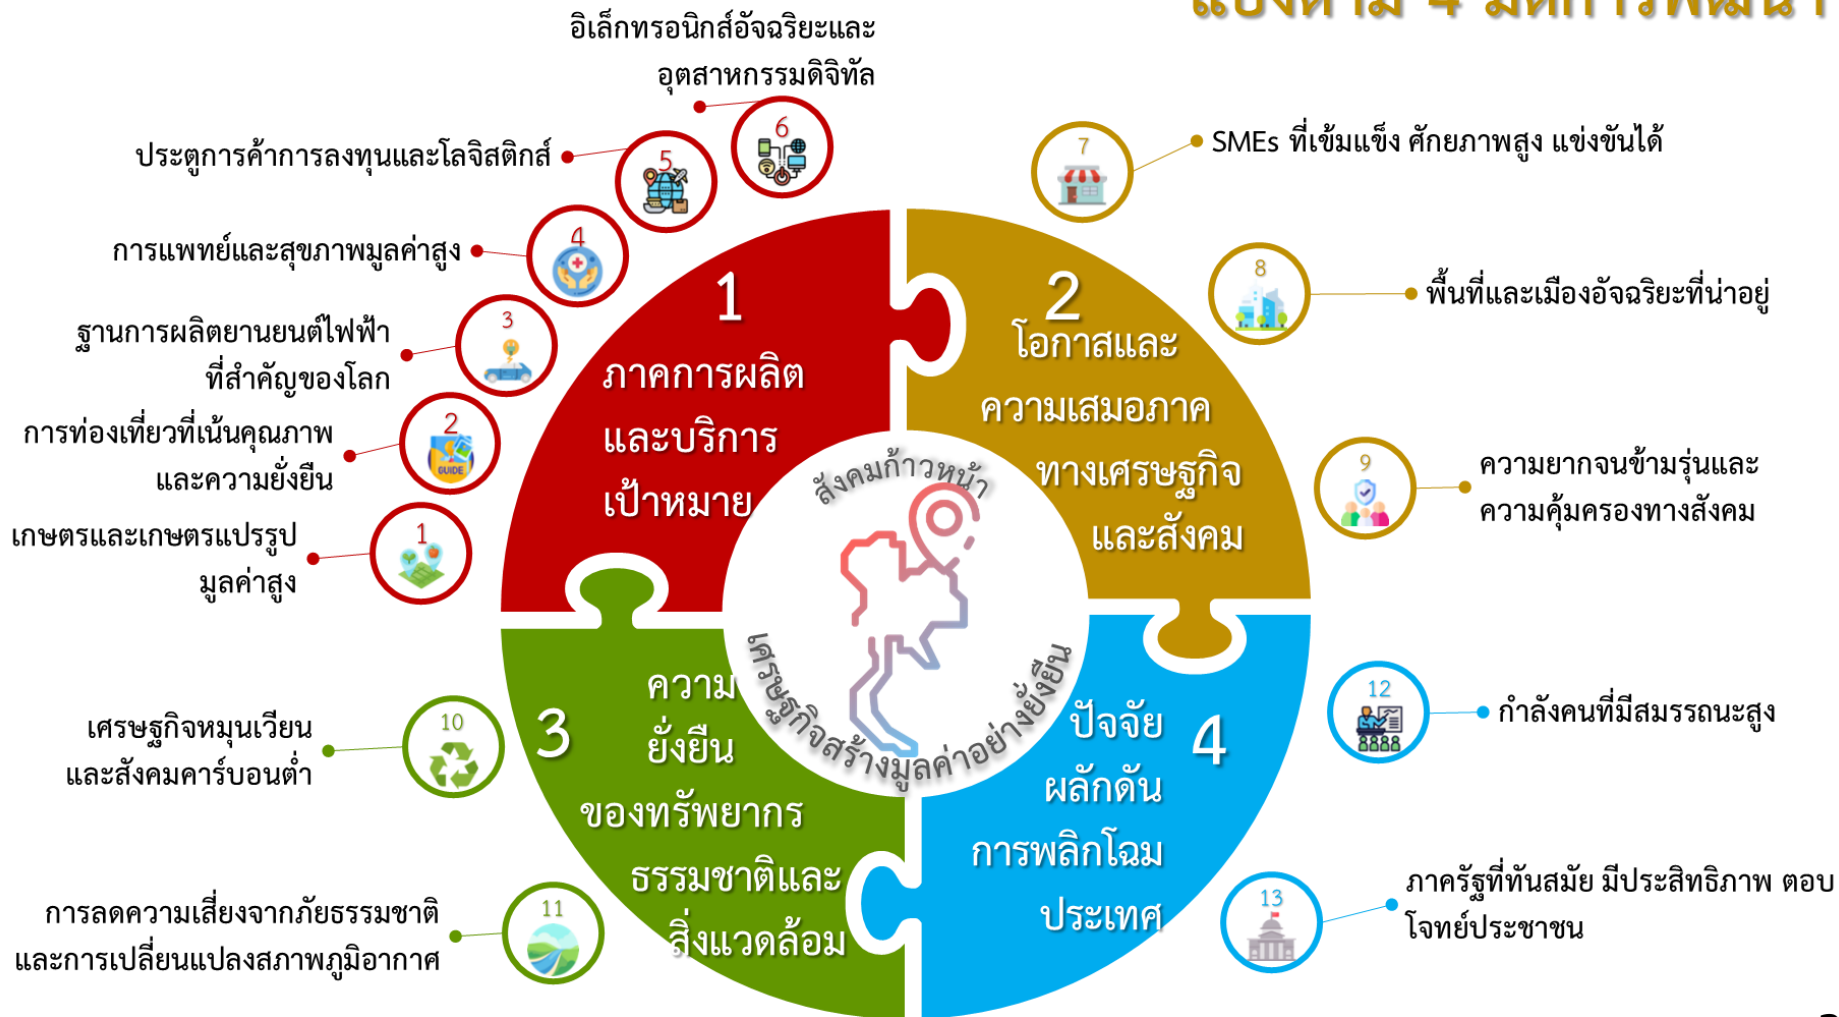 แบ่งตาม 4 มิติการพัฒนา
อิเล็กทรอนิกส์อัจฉริยะและ
อุตสาหกรรมดิจิทัล
6
ประตูการค้าการลงทุนและโลจิสติกส์
5
การแพทย์และสุขภาพมูลค่าสูง
4
ฐานการผลิตยานยนต์ไฟฟ้า
ที่สำคัญของโลก
3
การท่องเที่ยวที่เน้นคุณภาพ
และความยั่งยืน
2
GUIDE
เกษตรและเกษตรแปรรูป
มูลค่าสูง
1
1
ภาคการผลิต
และบริการ
เป้าหมาย
2
โอกาสและ
ความเสมอภาค
ทางเศรษฐกิจ
และสังคม
7
SMEs ที่เข้มแข็ง ศักยภาพสูง แข่งขันได้
8
พื้นที่และเมืองอัจฉริยะที่น่าอยู่
9
ความยากจนข้ามรุ่นและ
ความคุ้มครองทางสังคม
สังคมก้าวหน้า
เศรษฐกิจสร้างมูลค่าอย่างยั่งยืน
3
ความ
ยั่งยืน
ของทรัพยากร
ธรรมชาติและ
สิ่งแวดล้อม
เศรษฐกิจหมุนเวียน
และสังคมคาร์บอนต่ำ
10
การลดความเสี่ยงจากภัยธรรมชาติ
และการเปลี่ยนแปลงสภาพภูมิอากาศ
11
4
ปัจจัย
ผลักดัน
การพลิกโฉม
ประเทศ
12
กำลังคนที่มีสมรรถนะสูง
13
ภาครัฐที่ทันสมัย มีประสิทธิภาพ ตอบ
โจทย์ประชาชน